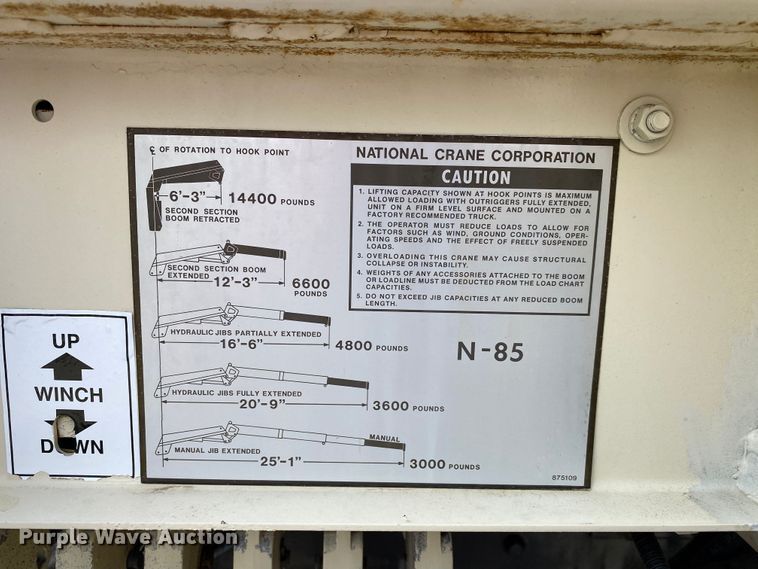 ℄ OF ROTATION TO HOOK POINT
6'-3" 14400 POUNDS
SECOND SECTION
BOOM RETRACTED
SECOND SECTION BOOM
EXTENDED 12'-3" 6600
POUNDS
HYDRAULIC JIBS PARTIALLY EXTENDED
16'-6" 4800 POUNDS
HYDRAULIC JIBS FULLY EXTENDED
20'-9" 3600 POUNDS
MANUAL
MANUAL JIB EXTENDED
25'-1" 3000 POUNDS
NATIONAL CRANE CORPORATION
CAUTION
1. LIFTING CAPACITY SHOWN AT HOOK POINTS IS MAXIMUM
ALLOWED LOADING WITH OUTRIGGERS FULLY EXTENDED,
UNIT ON A FIRM LEVEL SURFACE AND MOUNTED ON A
FACTORY RECOMMENDED TRUCK.
2. THE OPERATOR MUST REDUCE LOADS TO ALLOW FOR
FACTORS SUCH AS WIND, GROUND CONDITIONS, OPER-
ATING SPEEDS AND THE EFFECT OF FREELY SUSPENDED
LOADS.
3. OVERLOADING THIS CRANE MAY CAUSE STRUCTURAL
COLLAPSE OR INSTABILITY.
4. WEIGHTS OF ANY ACCESSORIES ATTACHED TO THE BOOM
OR LOADLINE MUST BE DEDUCTED FROM THE LOAD CHART
CAPACITIES.
5. DO NOT EXCEED JIB CAPACITIES AT ANY REDUCED BOOM
LENGTH.
N-85
875109
UP
WINCH
DOWN
Purple Wave Auction